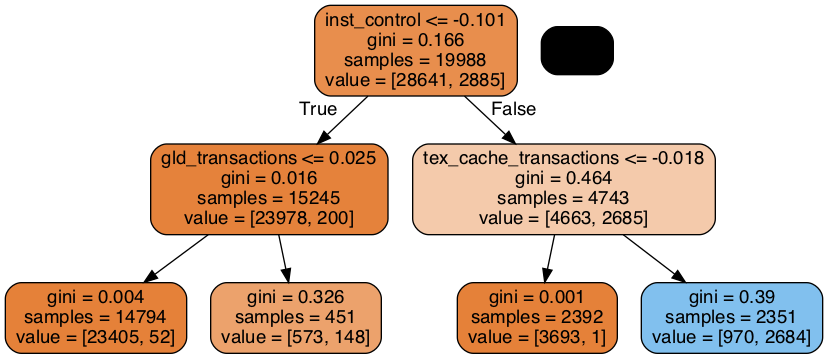 inst_control <= -0.101
gini = 0.166
samples = 19988
value = [28641, 2885]
True
False
gld_transactions <= 0.025
gini = 0.016
samples = 15245
value = [23978, 200]
tex_cache_transactions <= -0.018
gini = 0.464
samples = 4743
value = [4663, 2685]
gini = 0.004
samples = 14794
value = [23405, 52]
gini = 0.326
samples = 451
value = [573, 148]
gini = 0.001
samples = 2392
value = [3693, 1]
gini = 0.39
samples = 2351
value = [970, 2684]